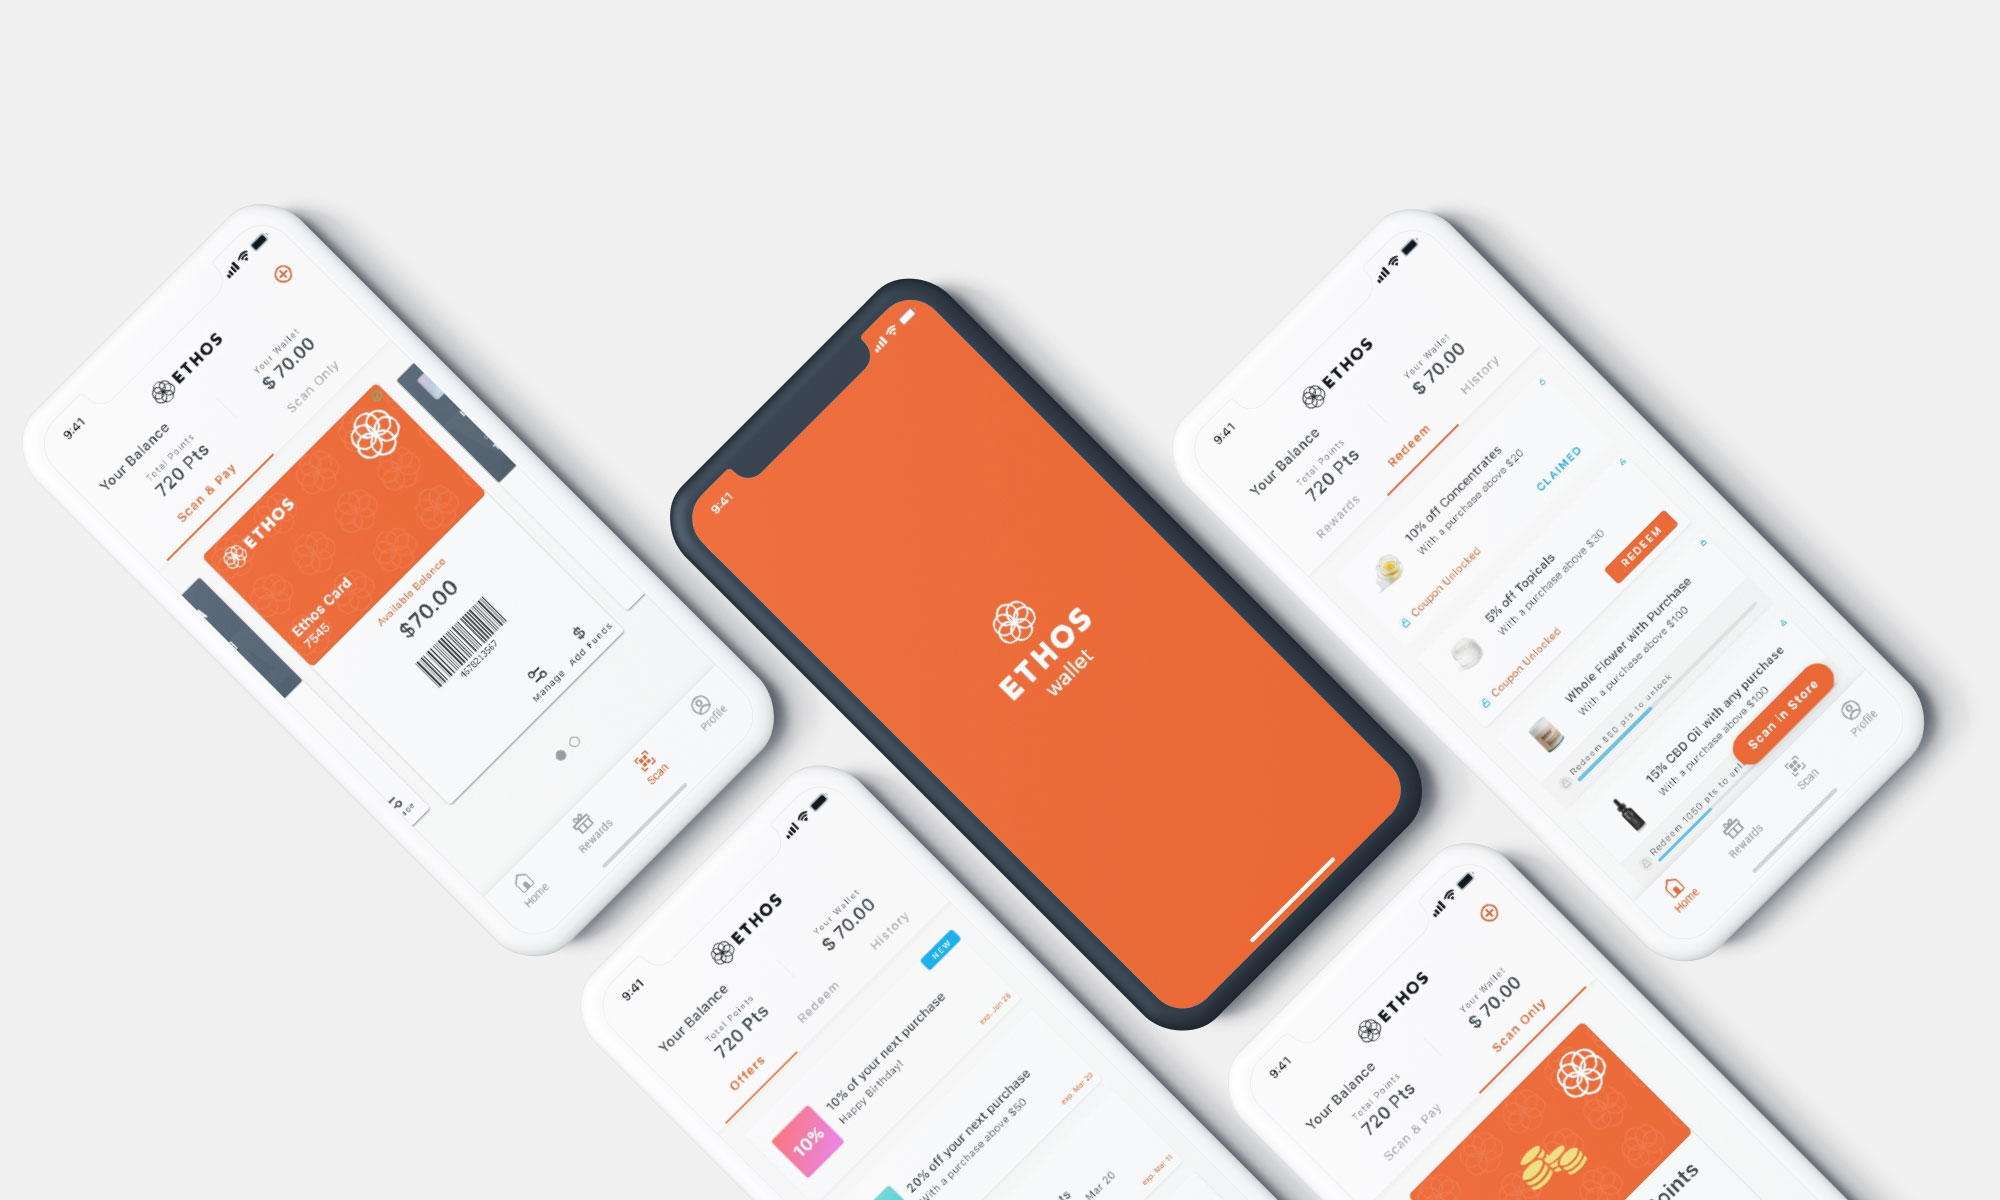 9:41
ETHOS
Your Balance
Total Points
720 Pts
Your Wallet
$ 70.00
Scan & Pay
Scan Only
ETHOS
Ethos Card
7545
Available Balance
$70.00
4678213567
Manage
Add Funds
Home
Rewards
Scan
Profile
9:41
ETHOS
wallet
9:41
ETHOS
Your Balance
Total Points
720 Pts
Your Wallet
$ 70.00
Rewards
Redeem
History
10% off Concentrates
With a purchase above $20
Coupon Unlocked
CLAIMED
5% off Topicals
With a purchase above $30
Coupon Unlocked
REDEEM
Whole Flower with Purchase
With a purchase above $100
Redeem 650 pts to unlock
15% CBD Oil with any purchase
With a purchase above $100
Redeem 1050 pts to
Scan in Store
Home
Rewards
Scan
Profile
9:41
ETHOS
Your Balance
Total Points
720 Pts
Your Wallet
$ 70.00
Offers
Redeem
History
NEW
10%
10% of your next purchase
Happy Birthday!
exp. Jun 28
20% off your next purchase
With a purchase above $50
exp. Mar 29
Mar 20
exp. Mar 11
9:41
ETHOS
Your Balance
Total Points
720 Pts
Your Wallet
$ 70.00
Scan & Pay
Scan Only